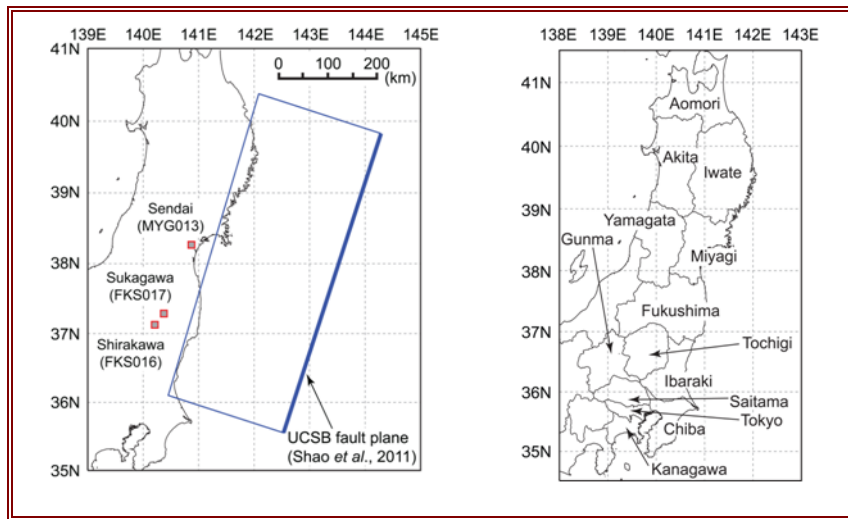 139E 140E 141E 142E 143E 144E 145E
41N
0 100 200
(km)
40N
39N
Sendai
(MYG013)
38N
Sukagawa
(FKS017)
37N
Shirakawa
(FKS016)
36N
UCSB fault plane
(Shao et al., 2011)
35N
138E 139E 140E 141E 142E 143E
41N
Aomori
40N
Akita
Iwate
39N
Yamagata
Gunma
Miyagi
38N
Fukushima
37N
Tochigi
Ibaraki
36N
Saitama
Tokyo
Chiba
35N
Kanagawa